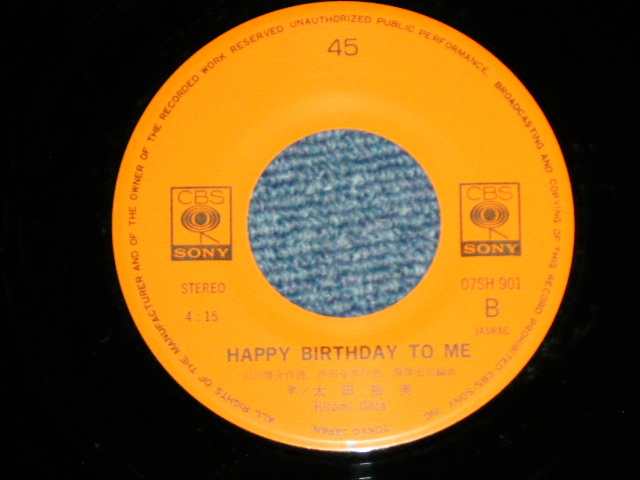 45
ALL RIGHTS OF THE MANUFACTURER AND OF THE OWNER OF THE RECORDED WORK RESERVED UNAUTHORIZED PUBLIC PERFORMANCE, BROADCASTING AND COPYING OF THIS RECORD PROHIBITED CBS/SONY INC. TOKYO JAPAN
CBS
SONY
CBS
SONY
STEREO
4:15
07SH 901
B
JASRAC
HAPPY BIRTHDAY TO ME
歌/太田裕美
Hiromi Ohta